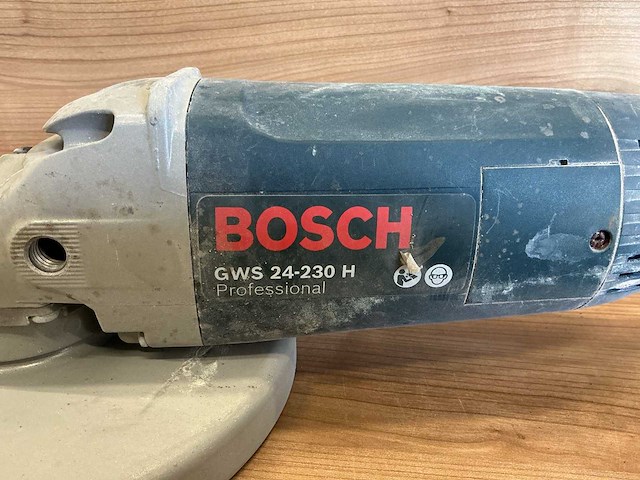 BOSCH
GWS 24-230 H
Professional